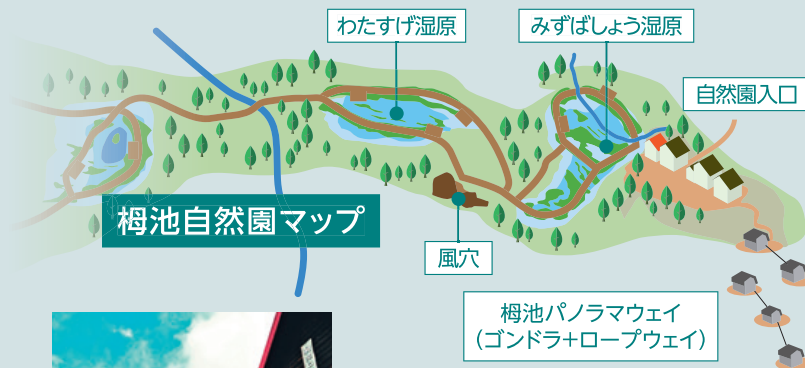 わたすげ湿原
みずばしょう湿原
自然園入口
栂池自然園マップ
風穴
栂池パノラマウェイ
（ゴンドラ＋ロープウェイ）